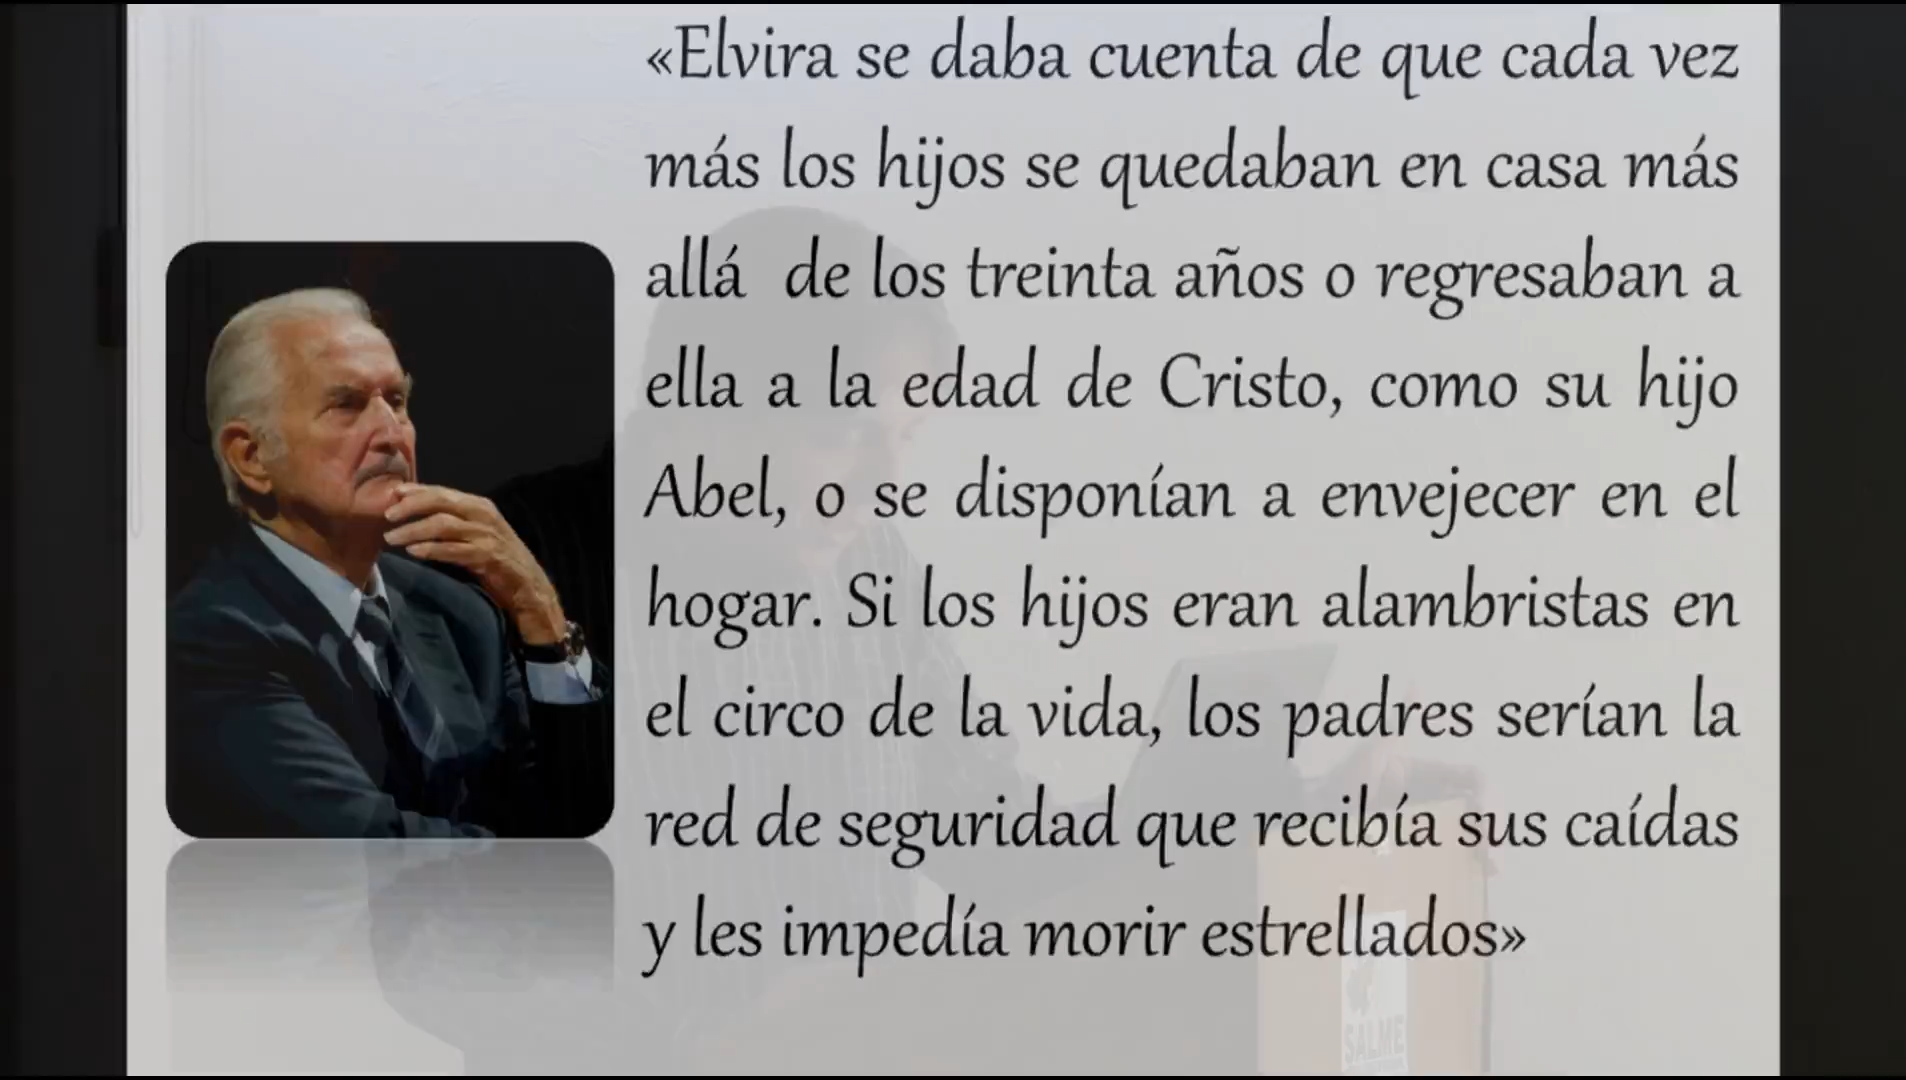 «Elvira se daba cuenta de que cada vez
más los hijos se quedaban en casa más
allá de los treinta años o regresaban a
ella a la edad de Cristo, como su hijo
Abel, o se disponían a envejecer en el
hogar. Si los hijos eran alambristas en
el circo de la vida, los padres serían la
red de seguridad que recibía sus caídas
y les impedía morir estrellados»
SALME